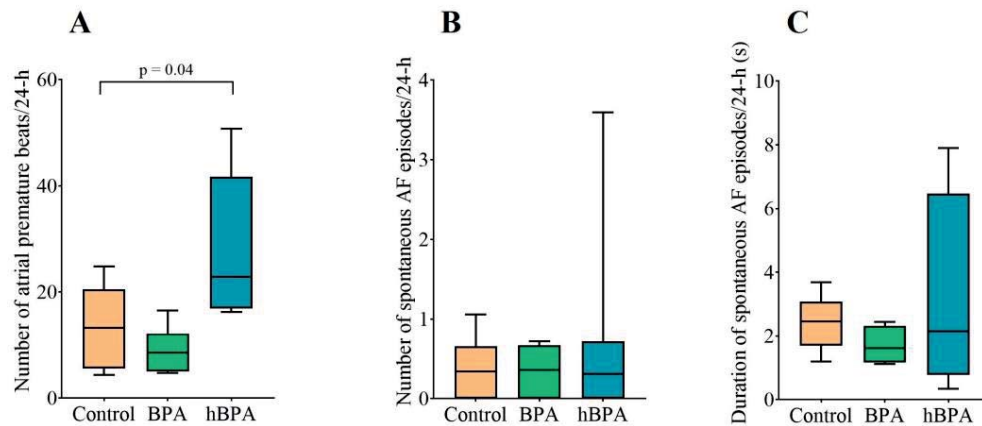 A
Number of atrial premature beats/24-h
60
40
20
0
p = 0.04
Control BPA hBPA
B
Number of spontaneous AF episodes/24-h
4
3
2
1
0
Control BPA hBPA
C
Duration of spontaneous AF episodes/24-h (s)
10
8
6
4
2
0
Control BPA hBPA